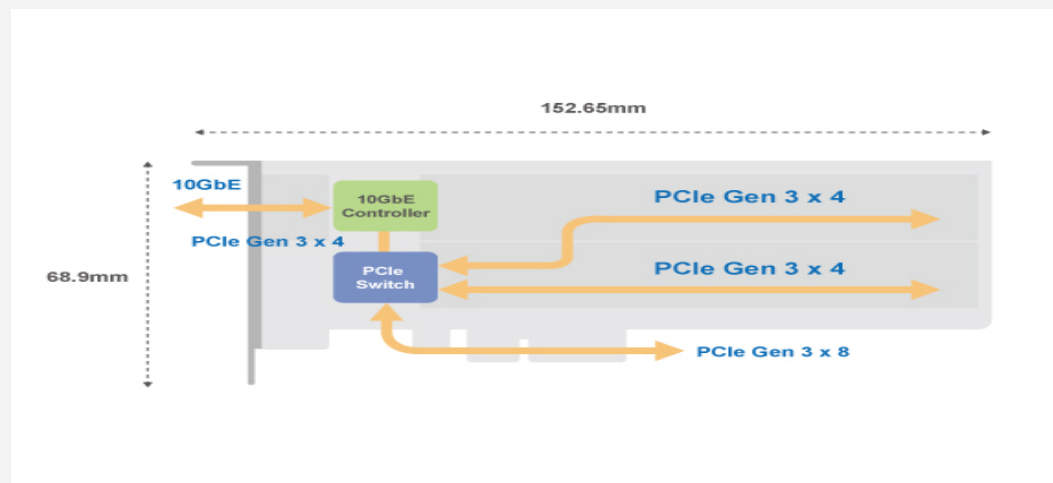 152.65mm
10GbE
10GbE
Controller
PCIe Gen 3 x 4
PCIe Gen 3 x 4
68.9mm
PCIe
Switch
PCIe Gen 3 x 4
PCIe Gen 3 x 8